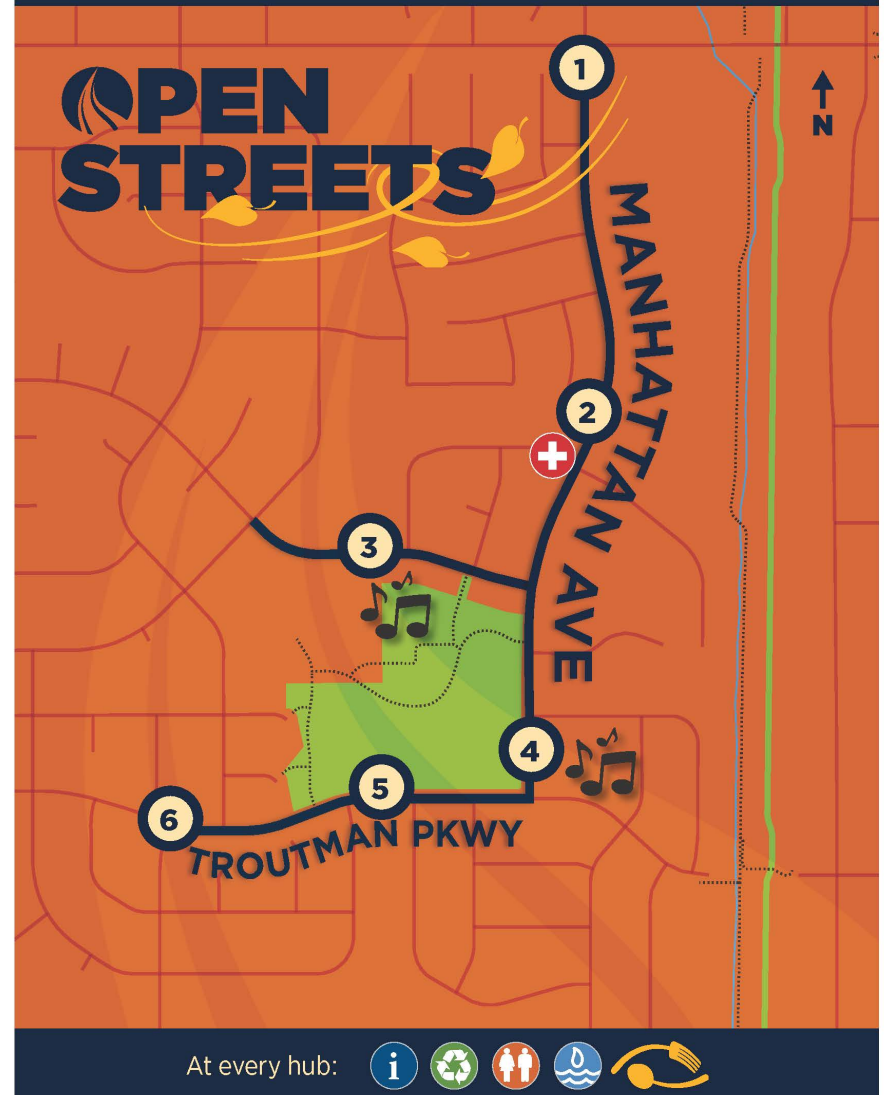 OPEN
STREETS
N
1
MANHATTAN AVE
2
3
4
5
6
TROUTMAN PKWY
At every hub:
i